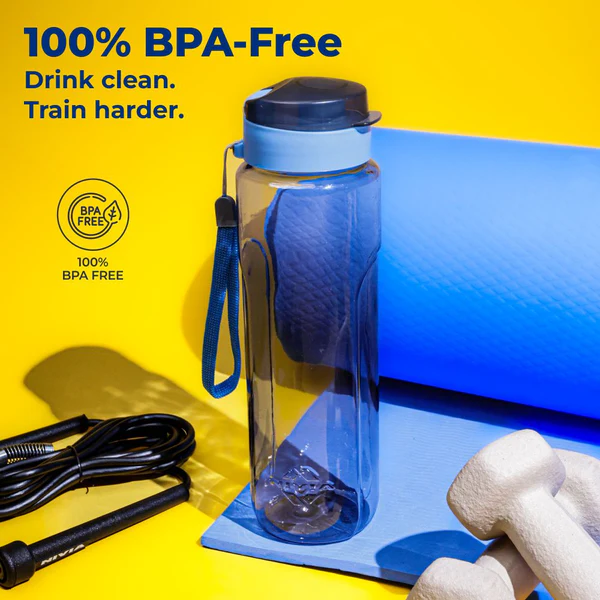 100% BPA-Free
Drink clean.
Train harder.
BPA
FREE
100%
BPA FREE
NIVIA